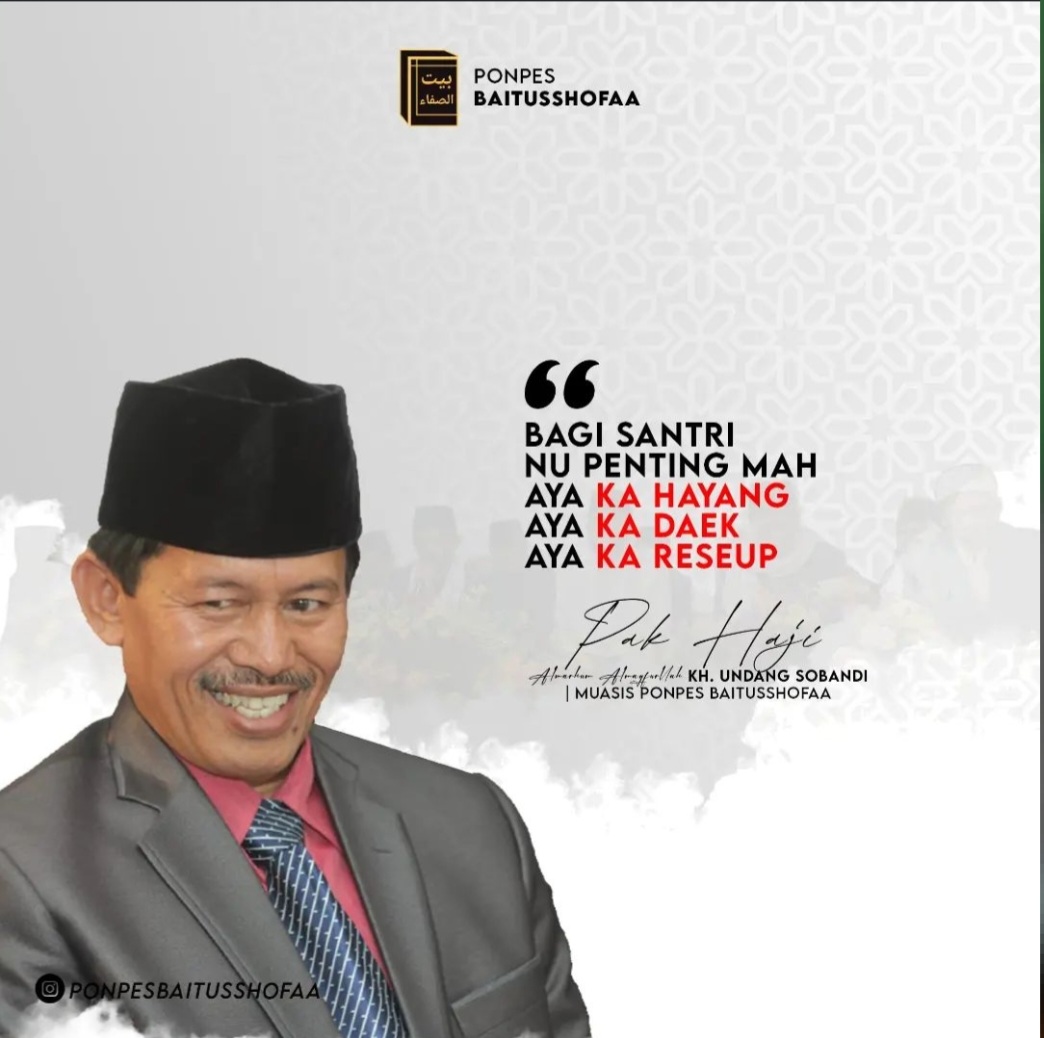 بيت
الصفاء
PONPES
BAITUSSHOFAA
BAGI SANTRI
NU PENTING MAH
AYA KA HAYANG
AYA KA DAEK
AYA KA RESEUP
Pak Haji
Almarhum Almagfurllah KH. UNDANG SOBANDI
| MUASIS PONPES BAITUSSHOFAA
PONPESBAITUSSHOFAA